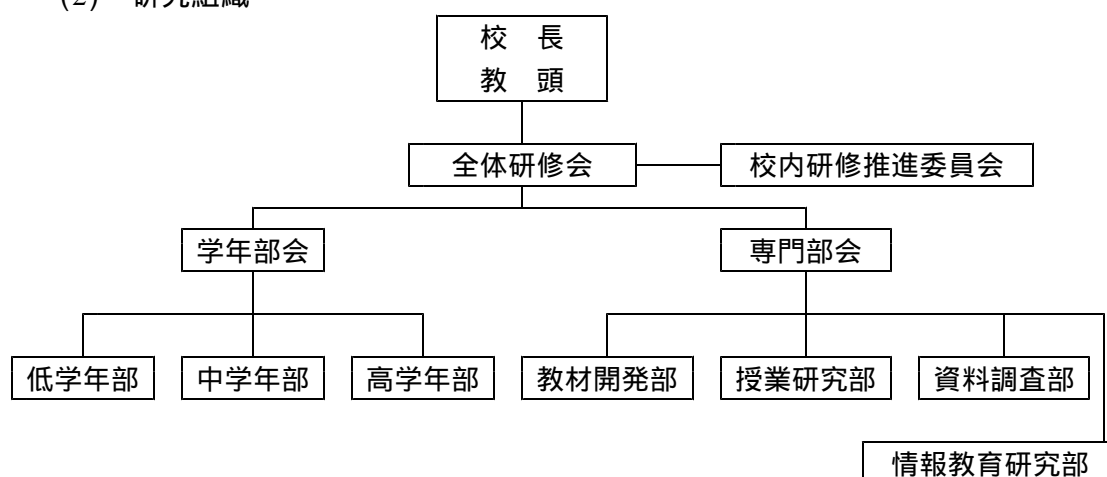 (2) 研究組織
校 長
教 頭
全体研修会 校内研修推進委員会
学年部会 専門部会
低学年部 中学年部 高学年部 教材開発部 授業研究部 資料調査部
情報教育研究部